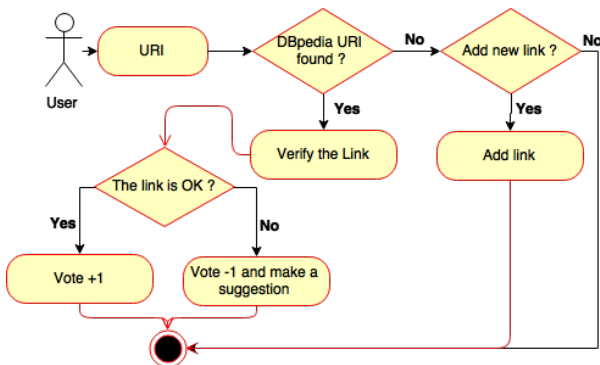 User
URI
DBpedia URI
found ?
No
Add new link ?
No
Yes
Yes
Verify the Link
Add link
The link is OK ?
Yes
No
Vote +1
Vote -1 and make a
suggestion